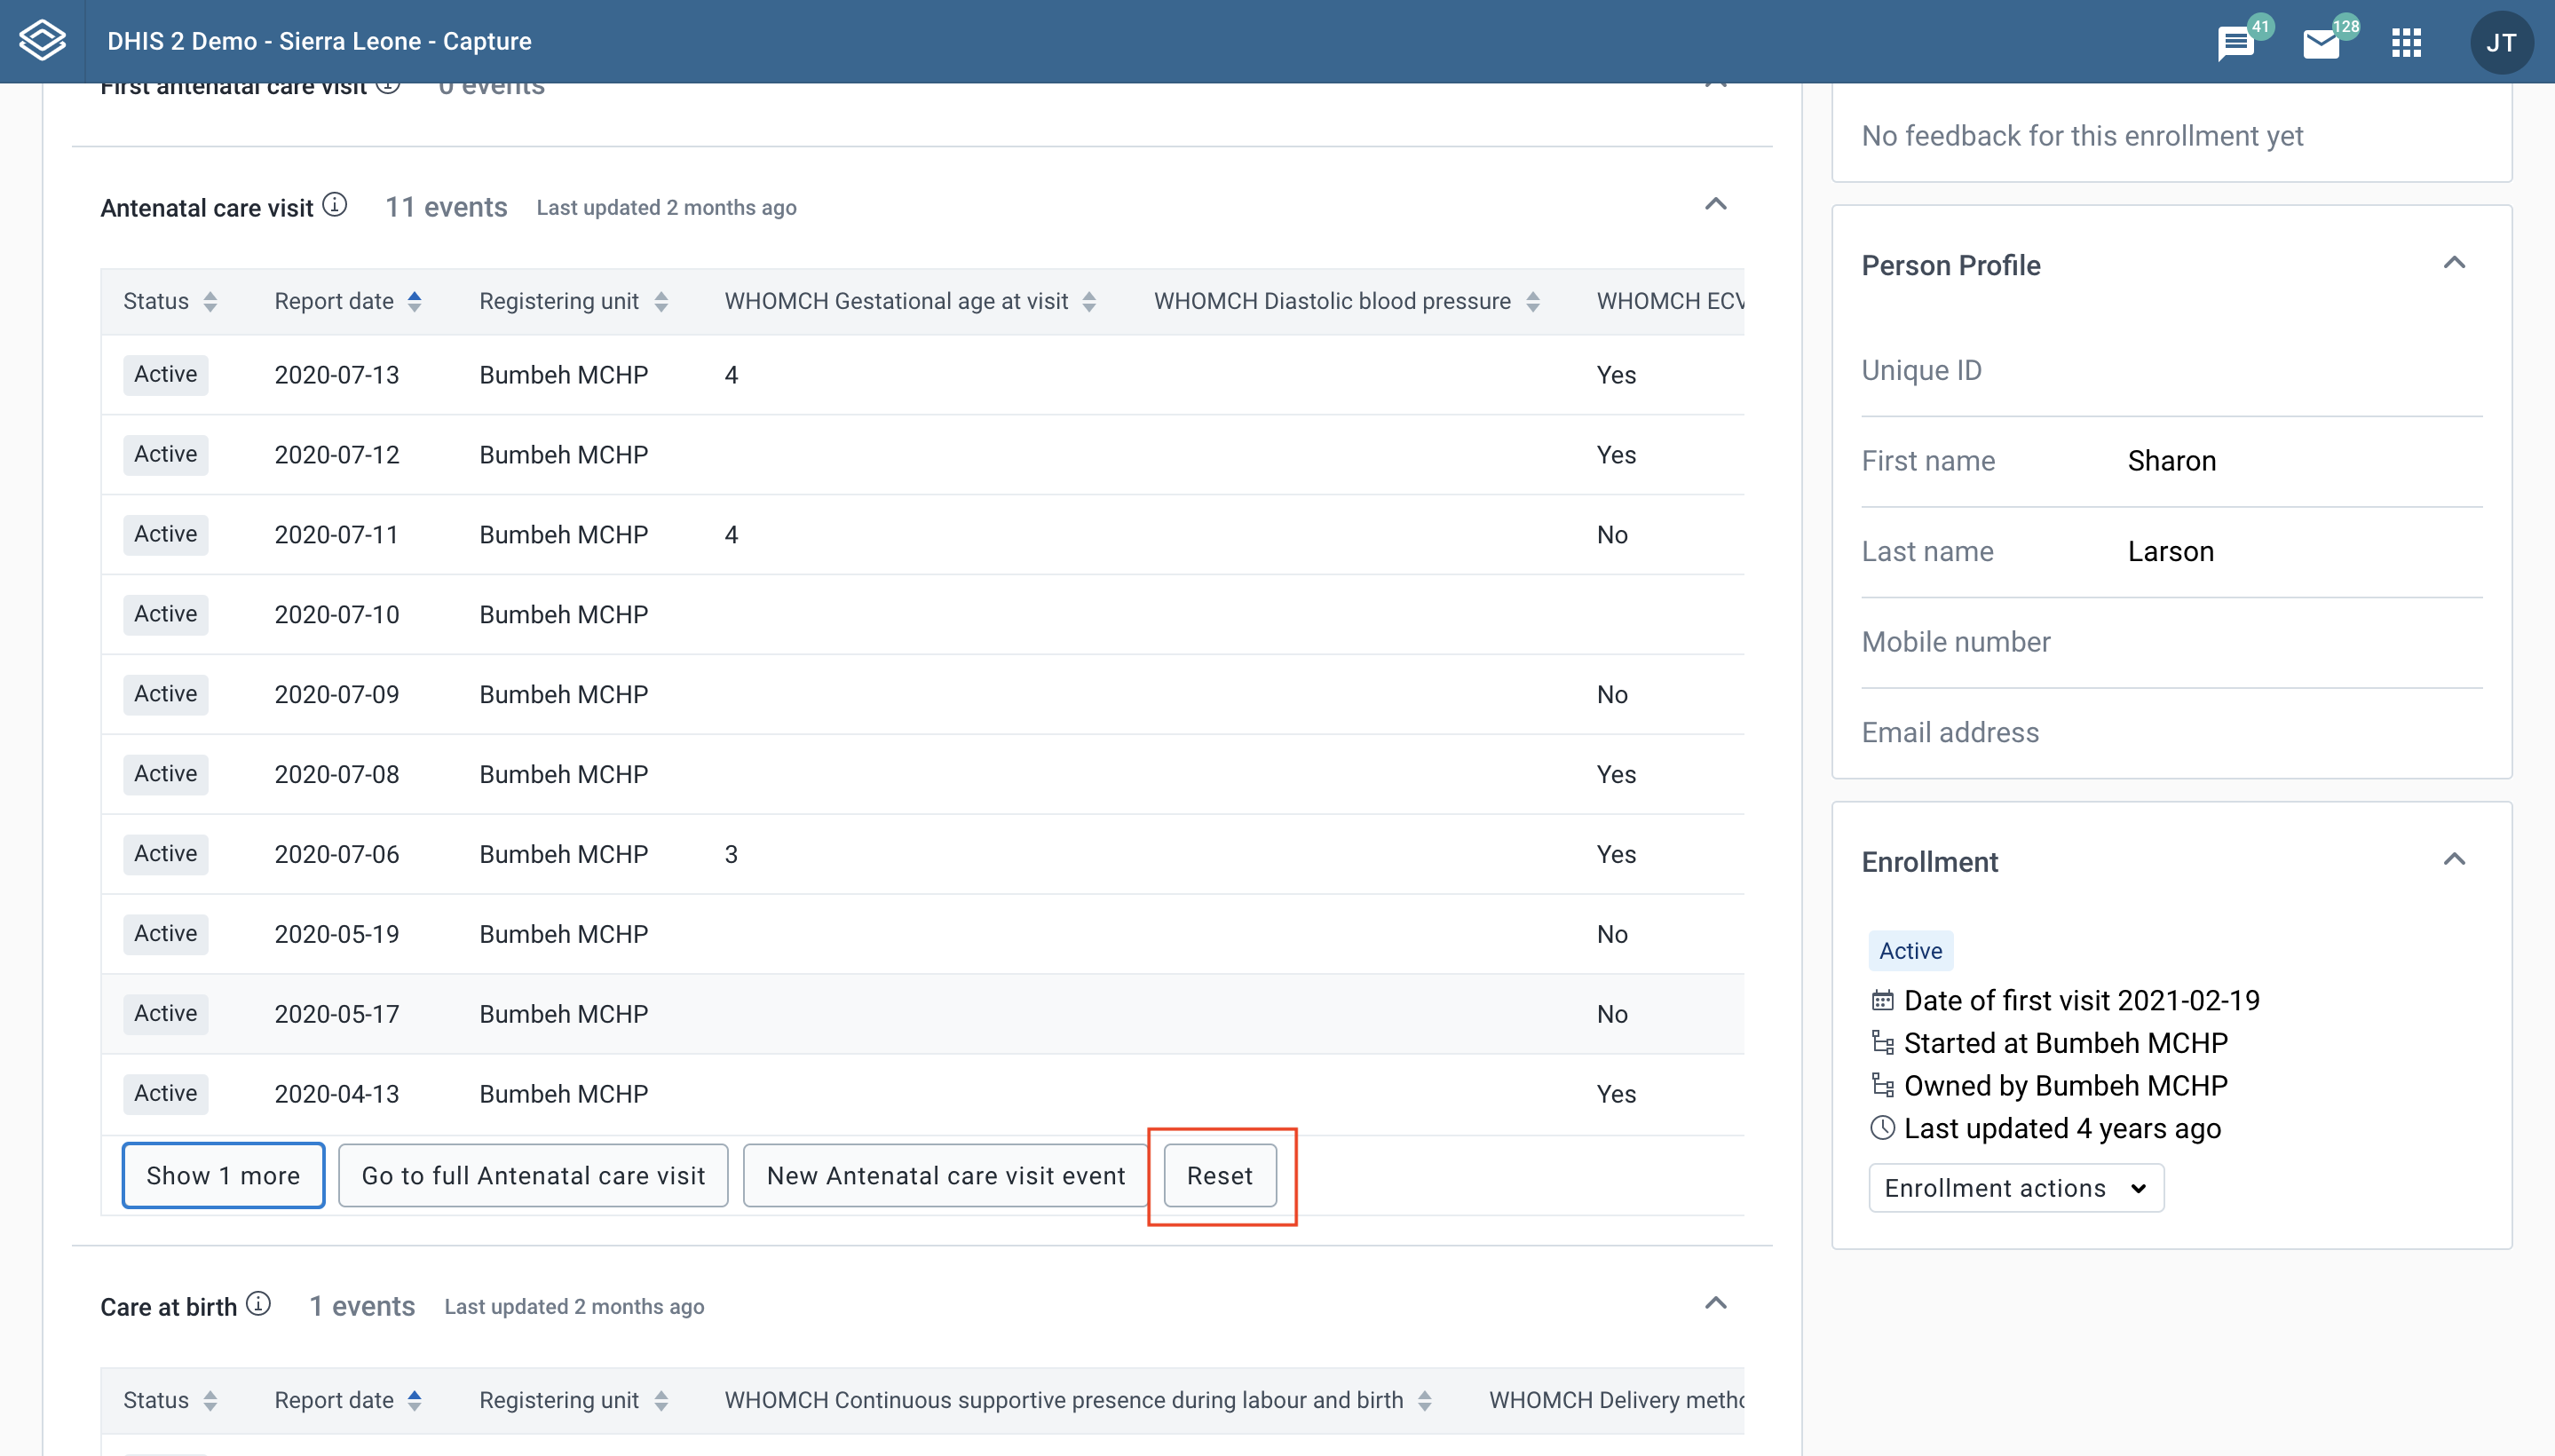 DHIS 2 Demo - Sierra Leone - Capture
41
128
JT
First antenatal care visit 0 events
Antenatal care visit 11 events Last updated 2 months ago
Status Report date Registering unit WHOMCH Gestational age at visit WHOMCH Diastolic blood pressure WHOMCH ECV
Active 2020-07-13 Bumbeh MCHP 4 Yes
Active 2020-07-12 Bumbeh MCHP Yes
Active 2020-07-11 Bumbeh MCHP 4 No
Active 2020-07-10 Bumbeh MCHP
Active 2020-07-09 Bumbeh MCHP No
Active 2020-07-08 Bumbeh MCHP Yes
Active 2020-07-06 Bumbeh MCHP 3 Yes
Active 2020-05-19 Bumbeh MCHP No
Active 2020-05-17 Bumbeh MCHP No
Active 2020-04-13 Bumbeh MCHP Yes
Show 1 more Go to full Antenatal care visit New Antenatal care visit event Reset
Care at birth 1 events Last updated 2 months ago
Status Report date Registering unit WHOMCH Continuous supportive presence during labour and birth WHOMCH Delivery metho
No feedback for this enrollment yet
Person Profile
Unique ID
First name Sharon
Last name Larson
Mobile number
Email address
Enrollment
Active
Date of first visit 2021-02-19
Started at Bumbeh MCHP
Owned by Bumbeh MCHP
Last updated 4 years ago
Enrollment actions